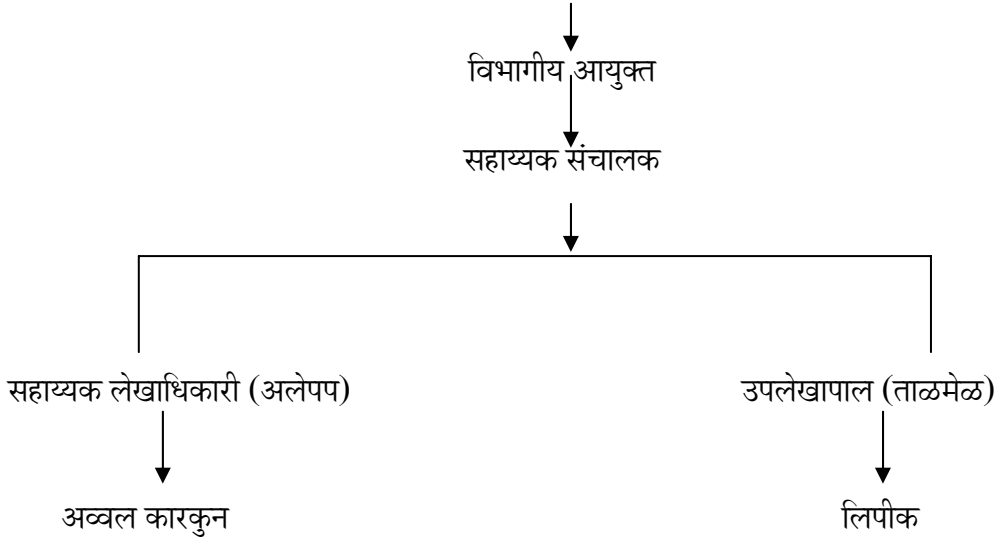 विभागीय आयुक्त
सहाय्यक संचालक
सहाय्यक लेखाधिकारी (अलेपप)
उपलेखापाल (ताळमेळ)
अव्वल कारकुन
लिपीक